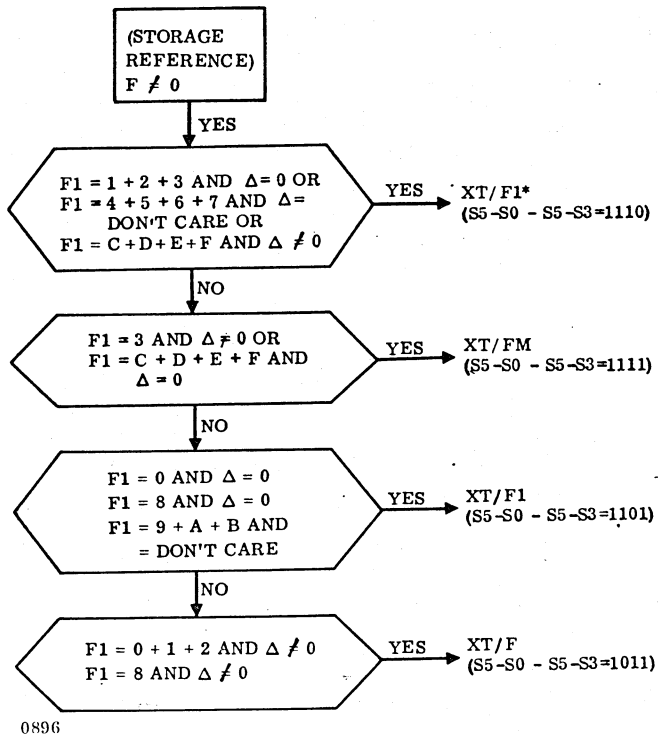 (STORAGE
REFERENCE)
F ≠ 0
YES
F1 = 1 + 2 + 3 AND Δ = 0 OR
F1 = 4 + 5 + 6 + 7 AND Δ =
DON'T CARE OR
F1 = C + D + E + F AND Δ ≠ 0
YES
XT/F1*
(S5-S0 - S5-S3=1110)
NO
F1 = 3 AND Δ ≠ 0 OR
F1 = C + D + E + F AND
Δ = 0
YES
XT/FM
(S5-S0 - S5-S3=1111)
NO
F1 = 0 AND Δ = 0
F1 = 8 AND Δ = 0
F1 = 9 + A + B AND
= DON'T CARE
YES
XT/F1
(S5-S0 - S5-S3=1101)
NO
F1 = 0 + 1 + 2 AND Δ ≠ 0
F1 = 8 AND Δ ≠ 0
YES
XT/F
(S5-S0 - S5-S3=1011)
0896